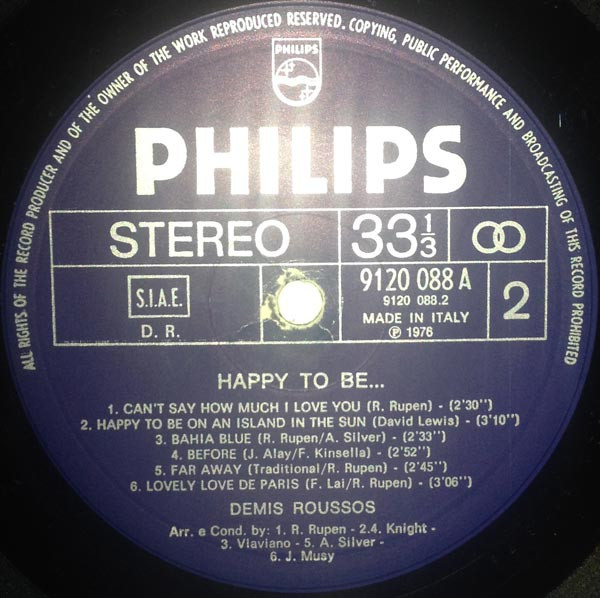 ALL RIGHTS OF THE RECORD PRODUCER AND OF THE OWNER OF THE WORK REPRODUCED RESERVED. COPYING, PUBLIC PERFORMANCE AND BROADCASTING OF THIS RECORD PROHIBITED
PHILIPS
PHILIPS
STEREO 33 1/3
S.I.A.E.
D. R.
9120 088 A
9120 088.2
MADE IN ITALY
Ⓟ 1976
2
HAPPY TO BE...
1. CAN'T SAY HOW MUCH I LOVE YOU (R. Rupen) - (2'30'')
2. HAPPY TO BE ON AN ISLAND IN THE SUN (David Lewis) - (3'10'')
3. BAHIA BLUE (R. Rupen/A. Silver) - (2'33'')
4. BEFORE (J. Alay/F. Kinsella) - (2'52'')
5. FAR AWAY (Traditional/R. Rupen) - (2'45'')
6. LOVELY LOVE DE PARIS (F. Lai/R. Rupen) - (3'06'')
DEMIS ROUSSOS
Arr. e Cond. by: 1. R. Rupen - 2.4. Knight -
3. Vlaviano - 5. A. Silver -
6. J. Musy